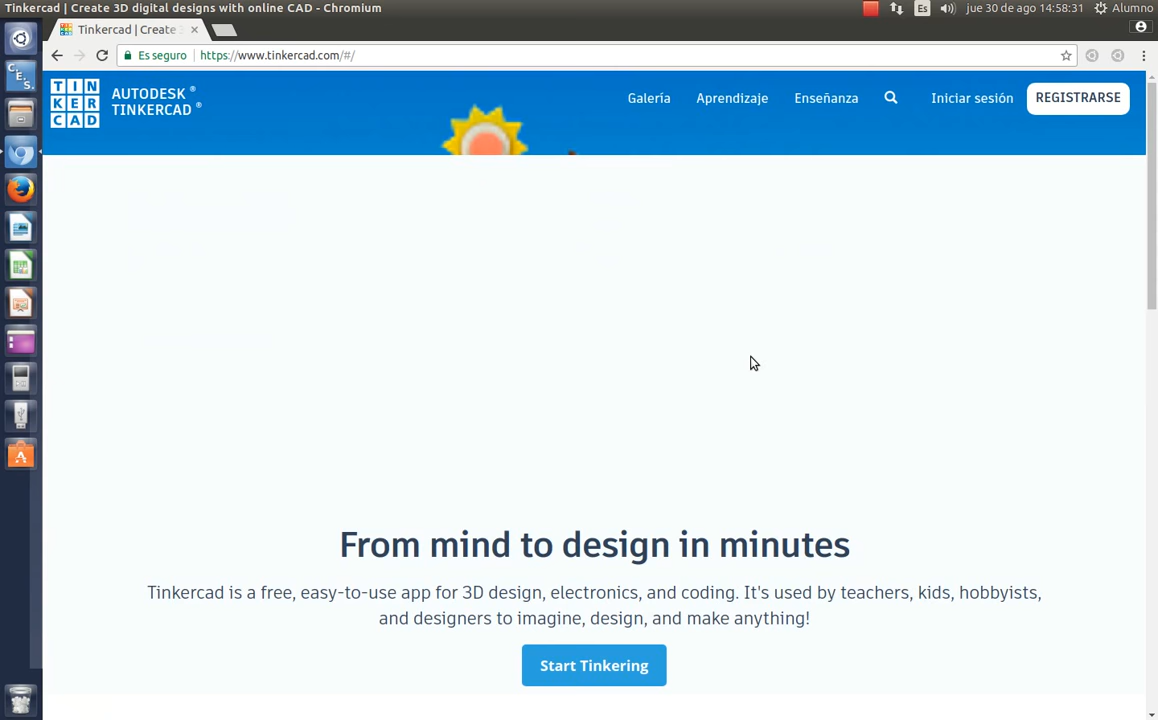 Tinkercad | Create 3D digital designs with online CAD - Chromium
Es
jue 30 de ago 14:58:31
Alumno
Tinkercad | Create
Es seguro
https://www.tinkercad.com/#/
TIN
KER
CAD
AUTODESK ®
TINKERCAD ®
Galería
Aprendizaje
Enseñanza
Iniciar sesión
REGISTRARSE
From mind to design in minutes
Tinkercad is a free, easy-to-use app for 3D design, electronics, and coding. It's used by teachers, kids, hobbyists,
and designers to imagine, design, and make anything!
Start Tinkering